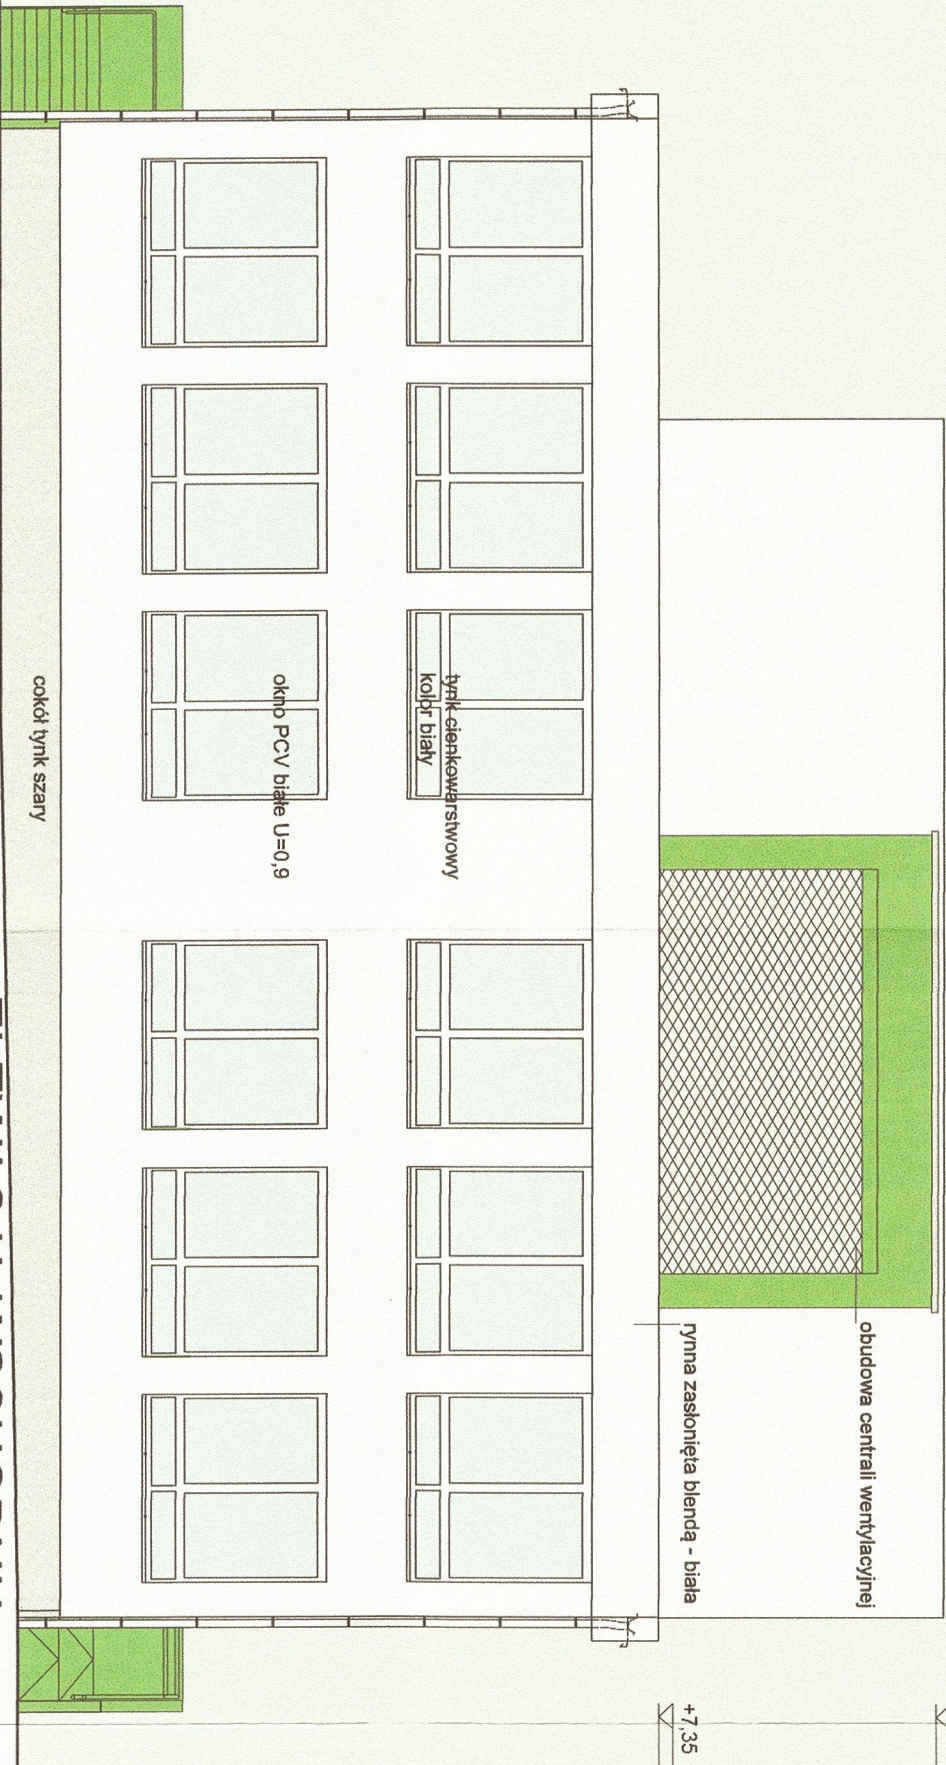 obudowa centrali wentylacyjnej
rynna zasłonięta blendą - biała
+7,35
tynk cienkowarstwowy
kolor biały
okno PCV białe U=0,9
cokół tynk szary